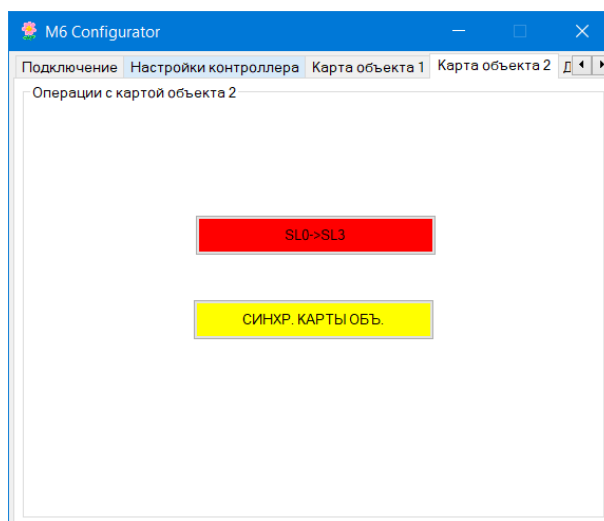 M6 Configurator
Подключение Настройки контроллера Карта объекта 1 Карта объекта 2
Операции с картой объекта 2
SL0->SL3
СИНХР. КАРТЫ ОБЪ.